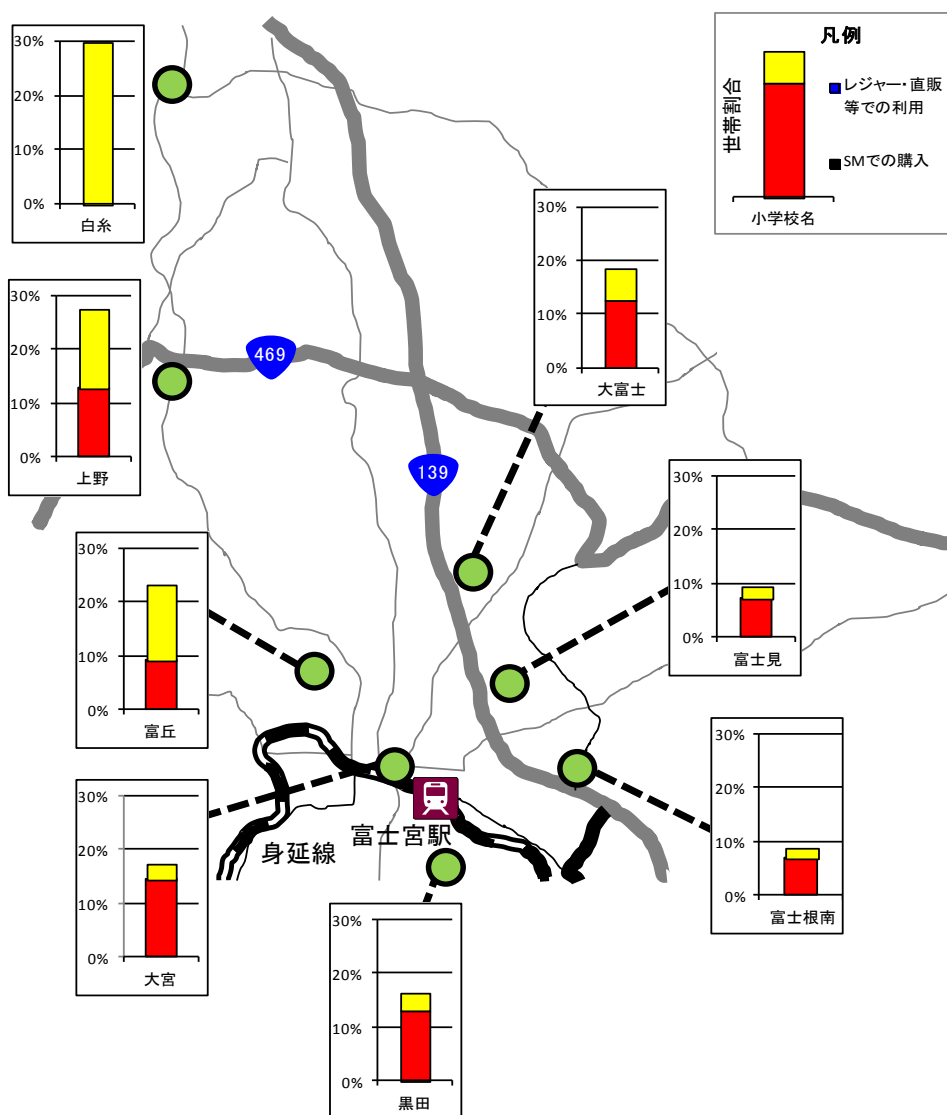 30%
20%
10%
0%
白糸
凡例
世帯割合
レジャー・直販
等での利用
SMでの購入
小学校名
30%
20%
10%
0%
大富士
30%
20%
10%
0%
上野
469
139
30%
20%
10%
0%
富士見
30%
20%
10%
0%
富丘
30%
20%
10%
0%
富士根南
富士宮駅
身延線
30%
20%
10%
0%
大宮
30%
20%
10%
0%
黒田